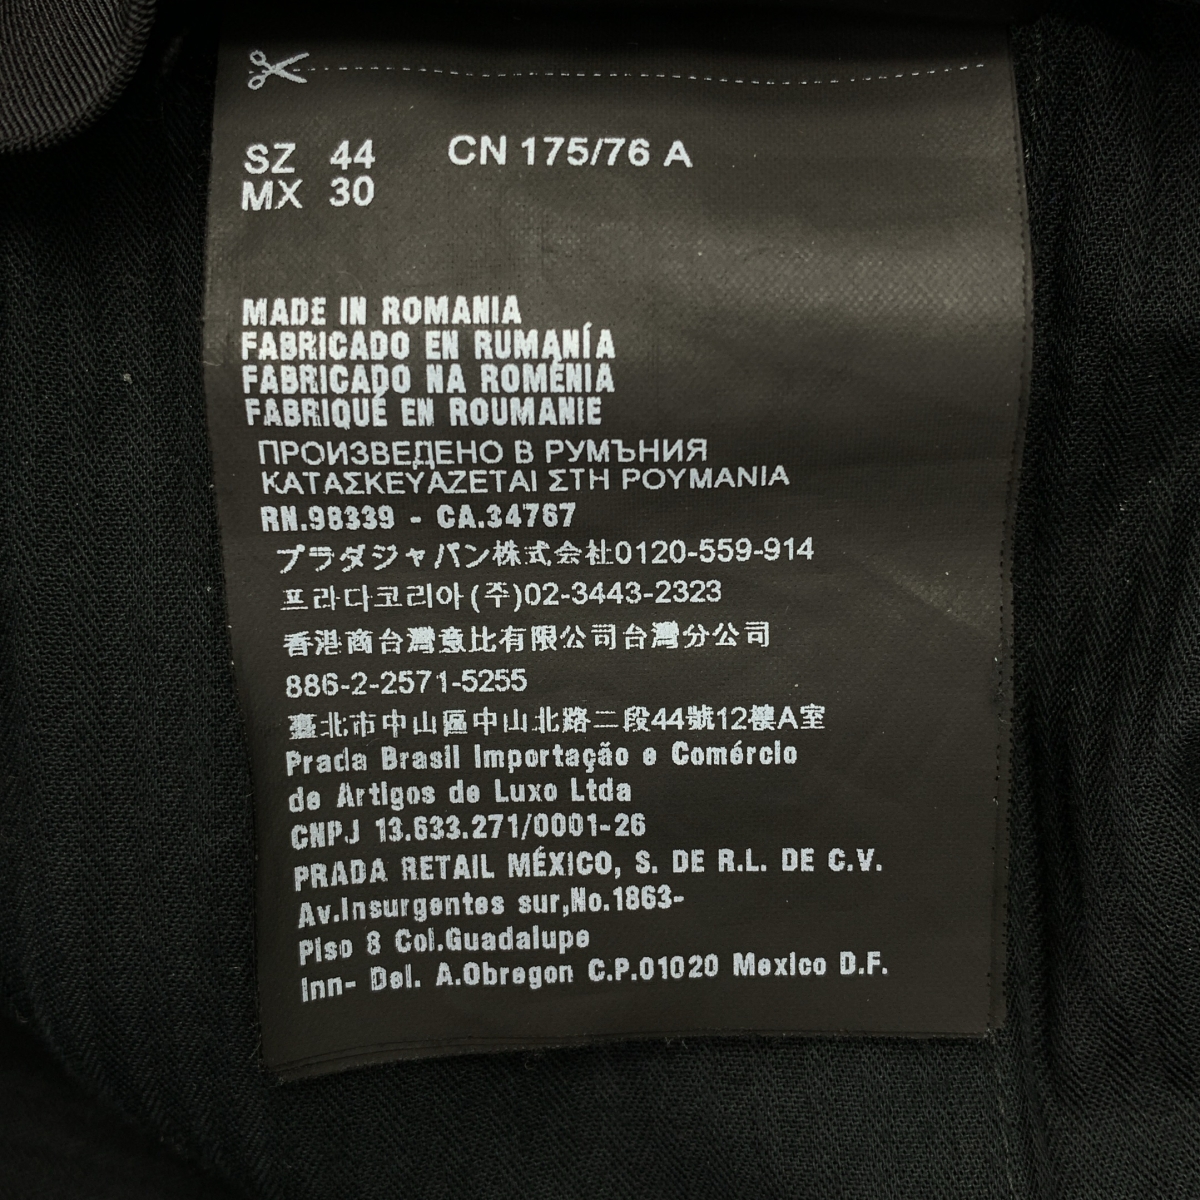 SZ 44 CN 175/76 A
MX 30
MADE IN ROMANIA
FABRICADO EN RUMANÍA
FABRICADO NA ROMÉNIA
FABRIQUÉ EN ROUMANIE
ПРОИЗВЕДЕНО В РУМЪНИЯ
ΚΑΤΑΣΚΕΥΑΖΕΤΑΙ ΣΤΗ ΡΟΥΜΑΝΙΑ
RN.98339 - CA.34767
プラダジャパン株式会社0120-559-914
프라다코리아(주)02-3443-2323
香港商台灣意比有限公司台灣分公司
886-2-2571-5255
臺北市中山區中山北路二段44號12樓A室
Prada Brasil Importação e Comércio
de Artigos de Luxo Ltda
CNPJ 13.633.271/0001-26
PRADA RETAIL MÉXICO, S. DE R.L. DE C.V.
Av.Insurgentes sur,No.1863-
Piso 8 Col.Guadalupe
Inn- Del. A.Obregon C.P.01020 Mexico D.F.